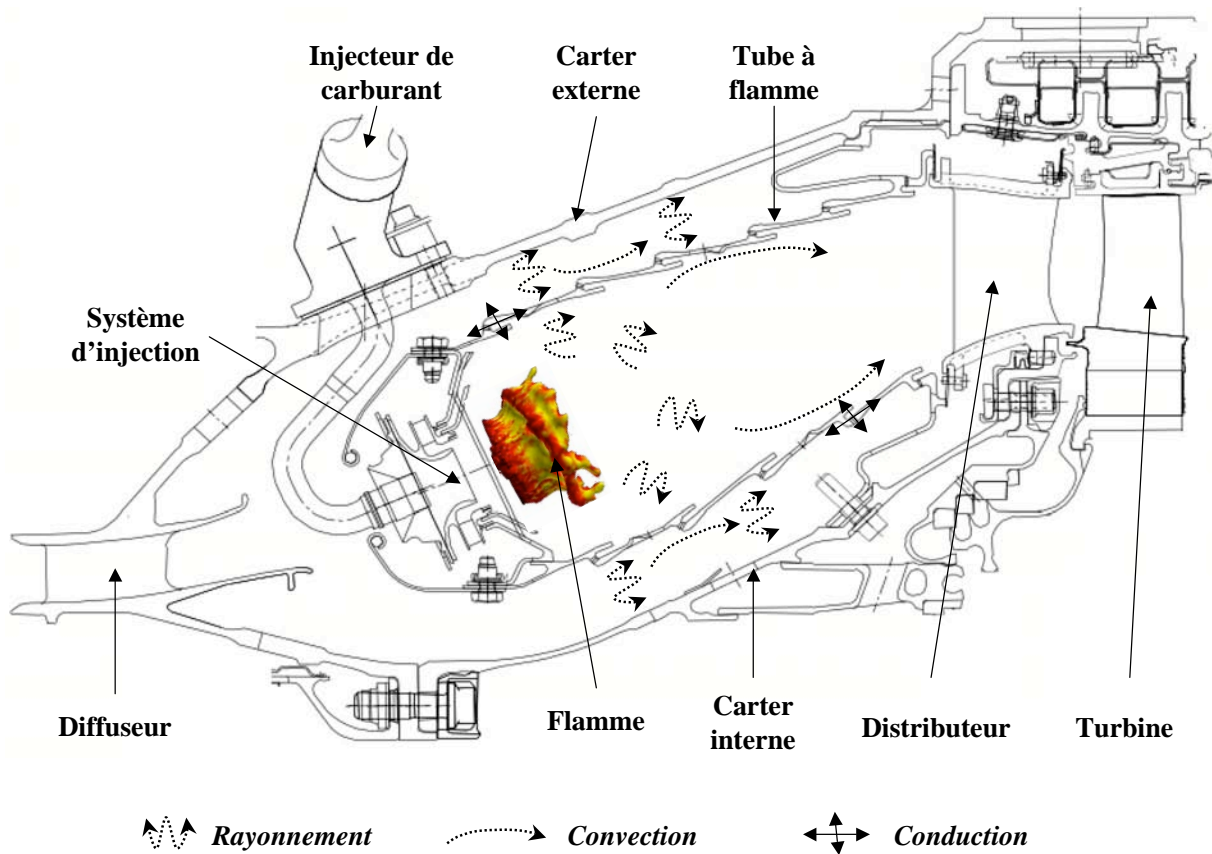 Injecteur de
carburant
Carter
externe
Tube à
flamme
Système
d’injection
Diffuseur
Flamme
Carter
interne
Distributeur
Turbine
Rayonnement
Convection
Conduction